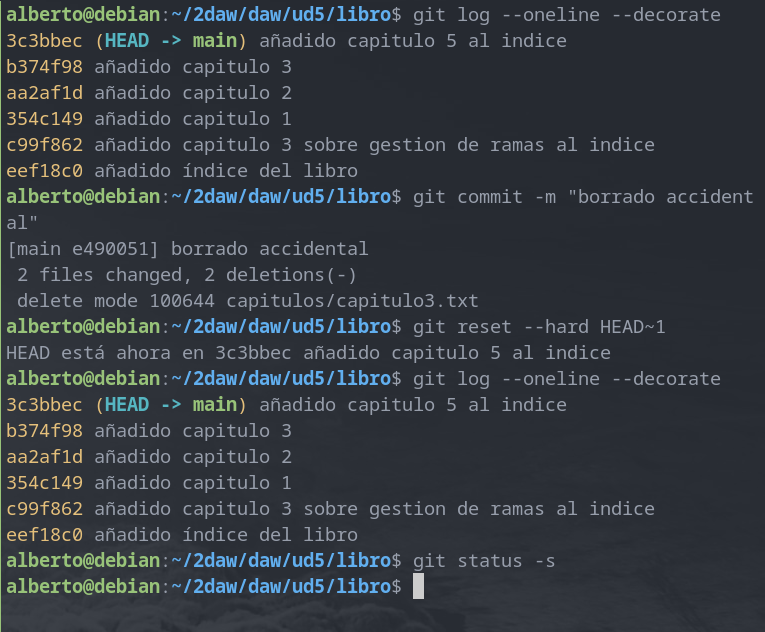 alberto@debian:~/2daw/daw/ud5/libro$ git log --oneline --decorate
3c3bbec (HEAD -> main) añadido capitulo 5 al indice
b374f98 añadido capitulo 3
aa2af1d añadido capitulo 2
354c149 añadido capitulo 1
c99f862 añadido capitulo 3 sobre gestion de ramas al indice
eef18c0 añadido índice del libro
alberto@debian:~/2daw/daw/ud5/libro$ git commit -m "borrado accident
al"
[main e490051] borrado accidental
 2 files changed, 2 deletions(-)
 delete mode 100644 capitulos/capitulo3.txt
alberto@debian:~/2daw/daw/ud5/libro$ git reset --hard HEAD~1
HEAD está ahora en 3c3bbec añadido capitulo 5 al indice
alberto@debian:~/2daw/daw/ud5/libro$ git log --oneline --decorate
3c3bbec (HEAD -> main) añadido capitulo 5 al indice
b374f98 añadido capitulo 3
aa2af1d añadido capitulo 2
354c149 añadido capitulo 1
c99f862 añadido capitulo 3 sobre gestion de ramas al indice
eef18c0 añadido índice del libro
alberto@debian:~/2daw/daw/ud5/libro$ git status -s
alberto@debian:~/2daw/daw/ud5/libro$